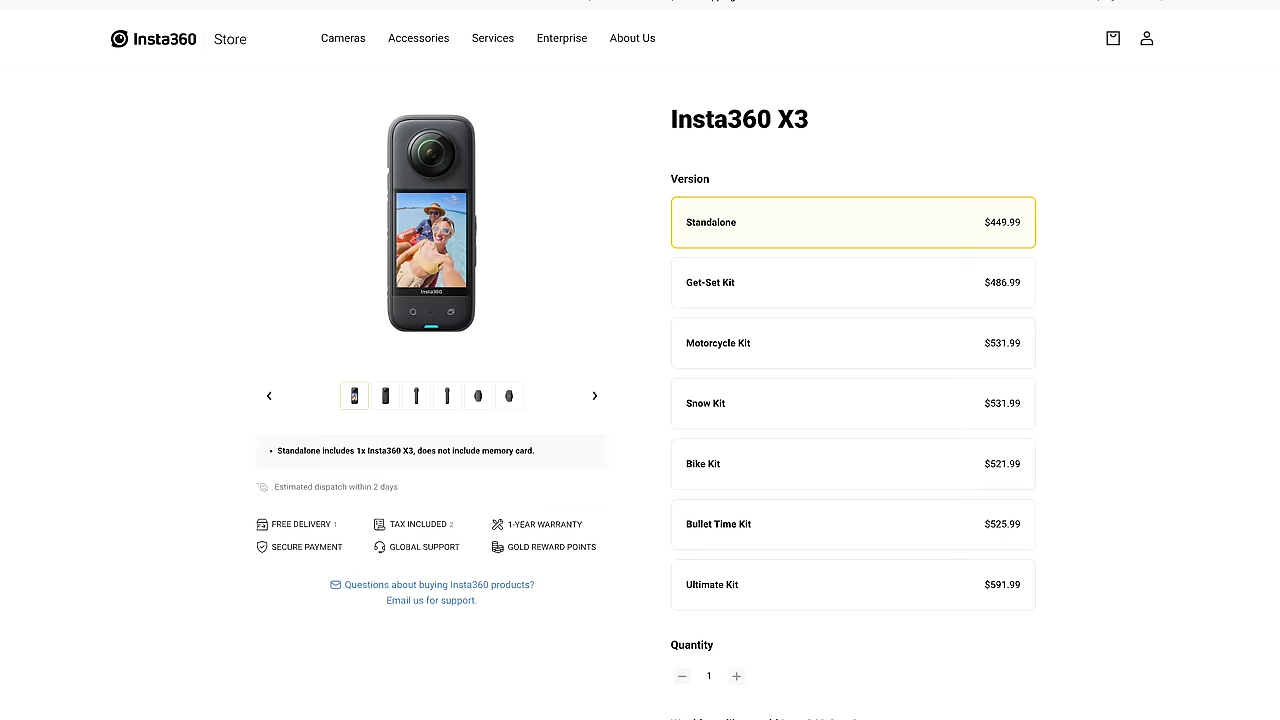 Insta360 Store
Cameras Accessories Services Enterprise About Us
Insta360 X3
Version
Standalone $449.99
Get-Set Kit $486.99
Motorcycle Kit $531.99
Snow Kit $531.99
Bike Kit $521.99
Bullet Time Kit $525.99
Ultimate Kit $591.99
Quantity
1
Insta360
• Standalone includes 1x Insta360 X3, does not include memory card.
Estimated dispatch within 2 days
FREE DELIVERY 1 TAX INCLUDED 2 1-YEAR WARRANTY
SECURE PAYMENT GLOBAL SUPPORT GOLD REWARD POINTS
Questions about buying Insta360 products?
Email us for support.